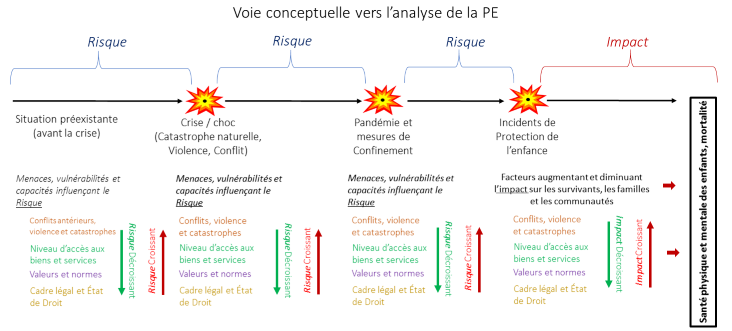 Voie conceptuelle vers l'analyse de la PE
Risque
Risque
Risque
Impact
Situation préexistante
(avant la crise)
Crise / choc
(Catastrophe naturelle,
Violence, Conflit)
Pandémie et
mesures de
Confinement
Incidents de
Protection de
l'enfance
Menaces, vulnérabilités et
capacités influençant le
Risque
Conflits antérieurs,
violence et catastrophes
Niveau d'accès aux
biens et services
Valeurs et normes
Cadre légal et État
de Droit
Risque Décroissant
Risque Croissant
Menaces, vulnérabilités et
capacités influençant le
Risque
Conflits, violence
et catastrophes
Niveau d'accès aux
biens et services
Valeurs et normes
Cadre légal et État
de Droit
Risque Décroissant
Risque Croissant
Menaces, vulnérabilités et
capacités influençant le
Risque
Conflits, violence
et catastrophes
Niveau d'accès aux
biens et services
Valeurs et normes
Cadre légal et État
de Droit
Risque Décroissant
Risque Croissant
Facteurs augmentant et diminuant
l'impact sur les survivants, les familles
et les communautés
Conflits, violence
et catastrophes
Niveau d'accès aux
biens et services
Valeurs et normes
Cadre légal et État
de Droit
Impact Décroissant
Impact Croissant
Santé physique et mentale des enfants, mortalité